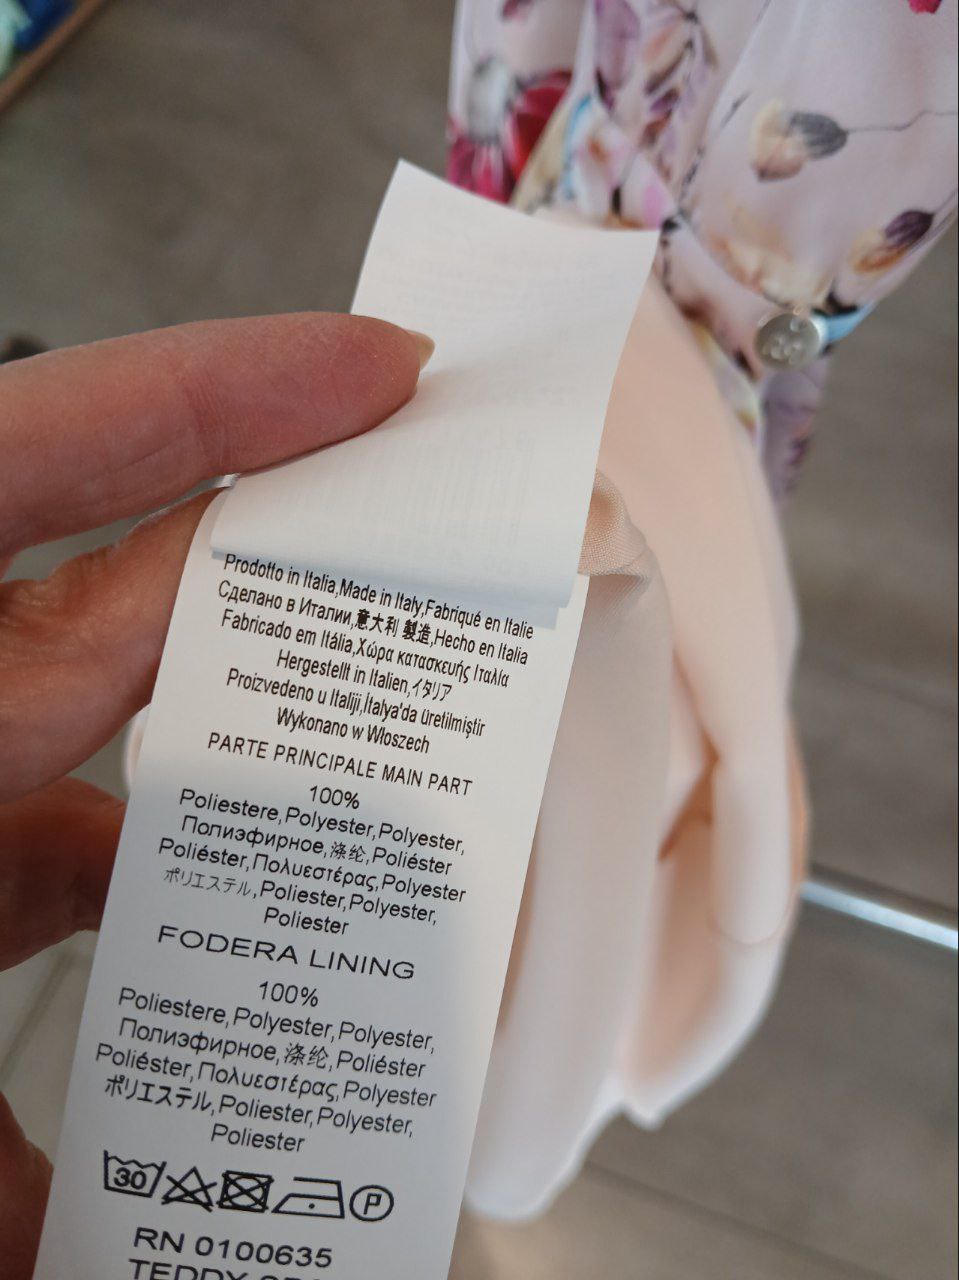 Prodotto in Italia,Made in Italy,Fabriqué en Italie
Сделано в Италии,意大利 製造,Hecho en Italia
Fabricado em Itália,Χώρα κατασκευής Ιταλία
Hergestellt in Italien,イタリア
Proizvedeno u Italiji,İtalya'da üretilmiştir
Wykonano w Włoszech
PARTE PRINCIPALE MAIN PART
100%
Poliestere,Polyester,Polyester,
Полиэфирное,涤纶,Poliéster
Poliéster,Πολυεστέρας,Polyester
ポリエステル,Poliester,Polyester,
Poliester
FODERA LINING
100%
Poliestere,Polyester,Polyester,
Полиэфирное,涤纶,Poliéster
Poliéster,Πολυεστέρας,Polyester
ポリエステル,Poliester,Polyester,
Poliester
30 P
RN 0100635
TEDDY